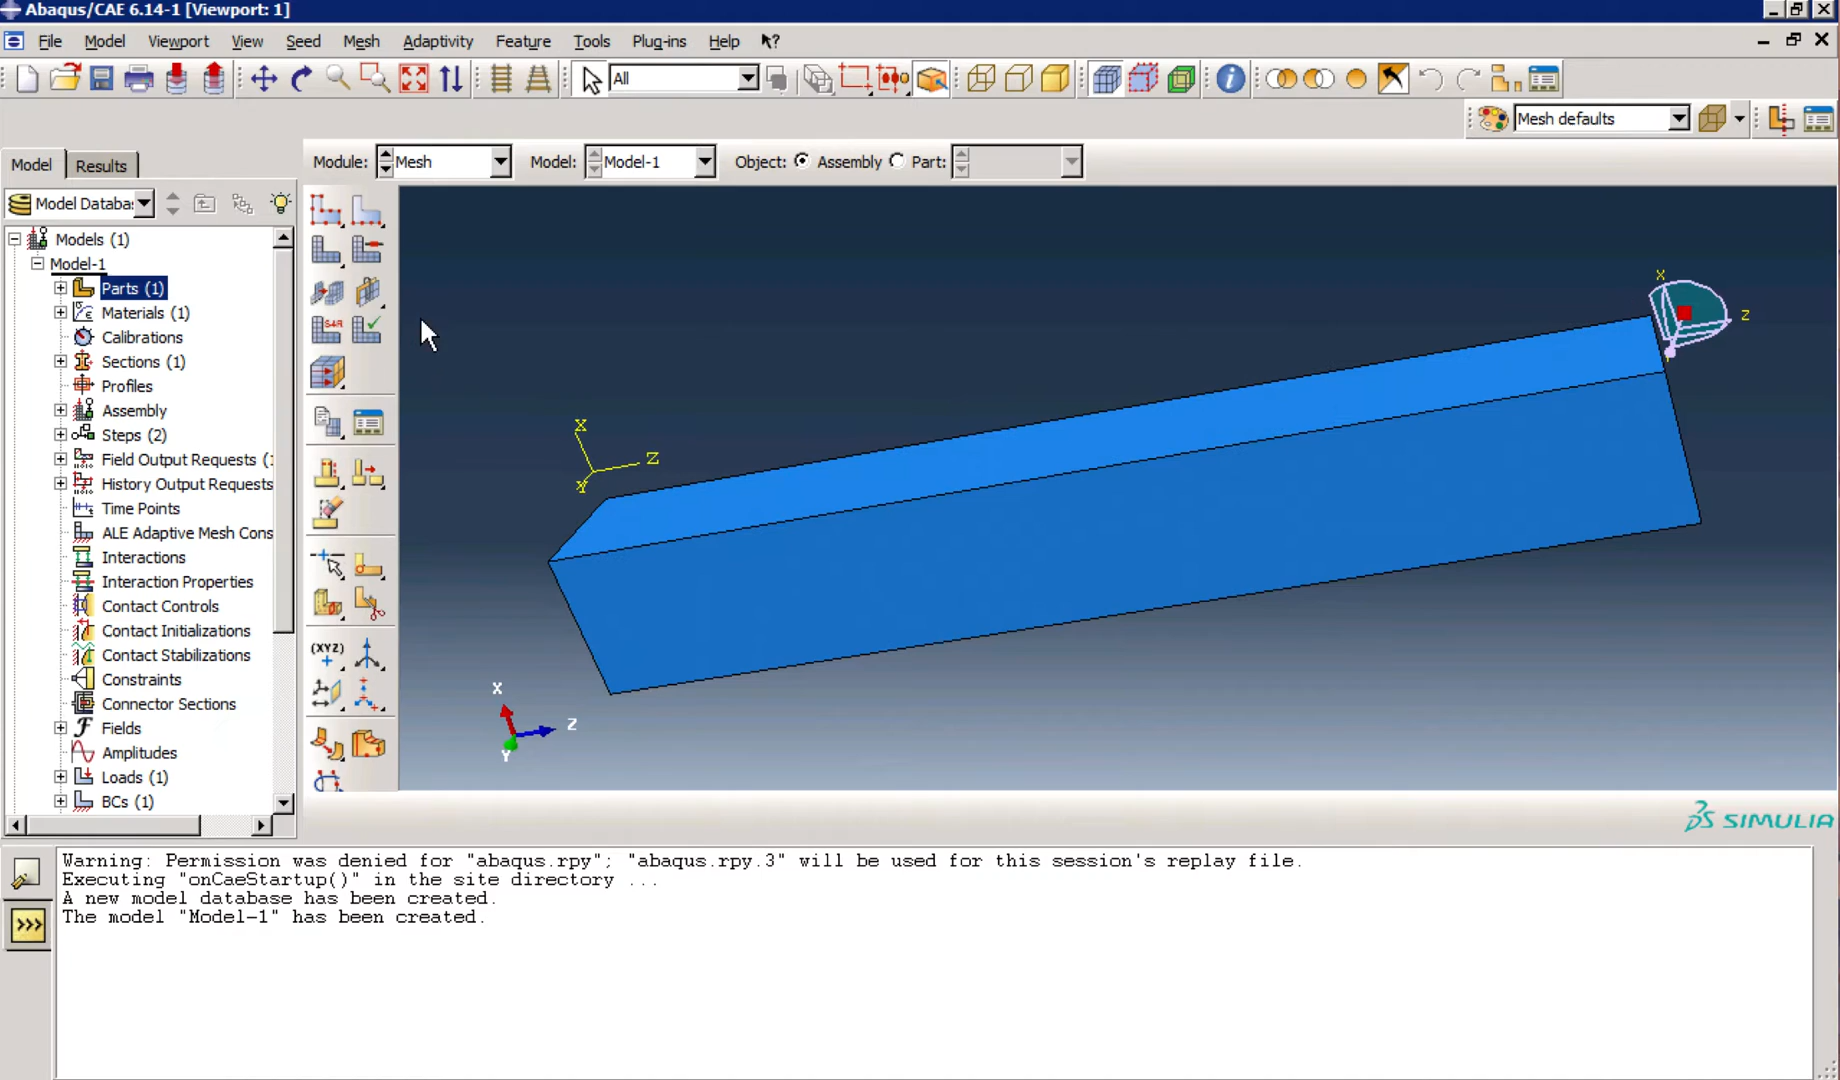 Abaqus/CAE 6.14-1 [Viewport: 1]
File Model Viewport View Seed Mesh Adaptivity Feature Tools Plug-ins Help ?
All
Mesh defaults
Model Results Module: Mesh Model: Model-1 Object: Assembly Part:
Model Databa:
Models (1)
Model-1
Parts (1)
Materials (1)
Calibrations
Sections (1)
Profiles
Assembly
Steps (2)
Field Output Requests (
History Output Requests
Time Points
ALE Adaptive Mesh Cons
Interactions
Interaction Properties
Contact Controls
Contact Initializations
Contact Stabilizations
Constraints
Connector Sections
Fields
Amplitudes
Loads (1)
BCs (1)
S4R
(XYZ)
X
Z
X
Z
Y
X
Z
Y
SIMULIA
Warning: Permission was denied for "abaqus.rpy"; "abaqus.rpy.3" will be used for this session's replay file.
Executing "onCaeStartup()" in the site directory ...
A new model database has been created.
The model "Model-1" has been created.
>>>